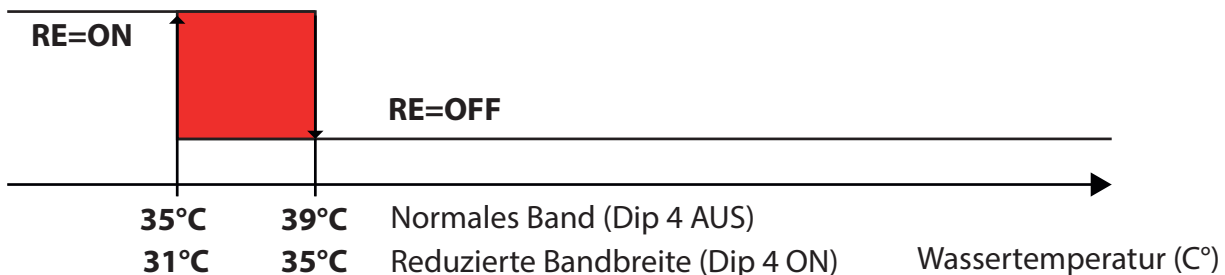 RE=ON
RE=OFF
35°C 39°C Normales Band (Dip 4 AUS)
31°C 35°C Reduzierte Bandbreite (Dip 4 ON) Wassertemperatur (C°)